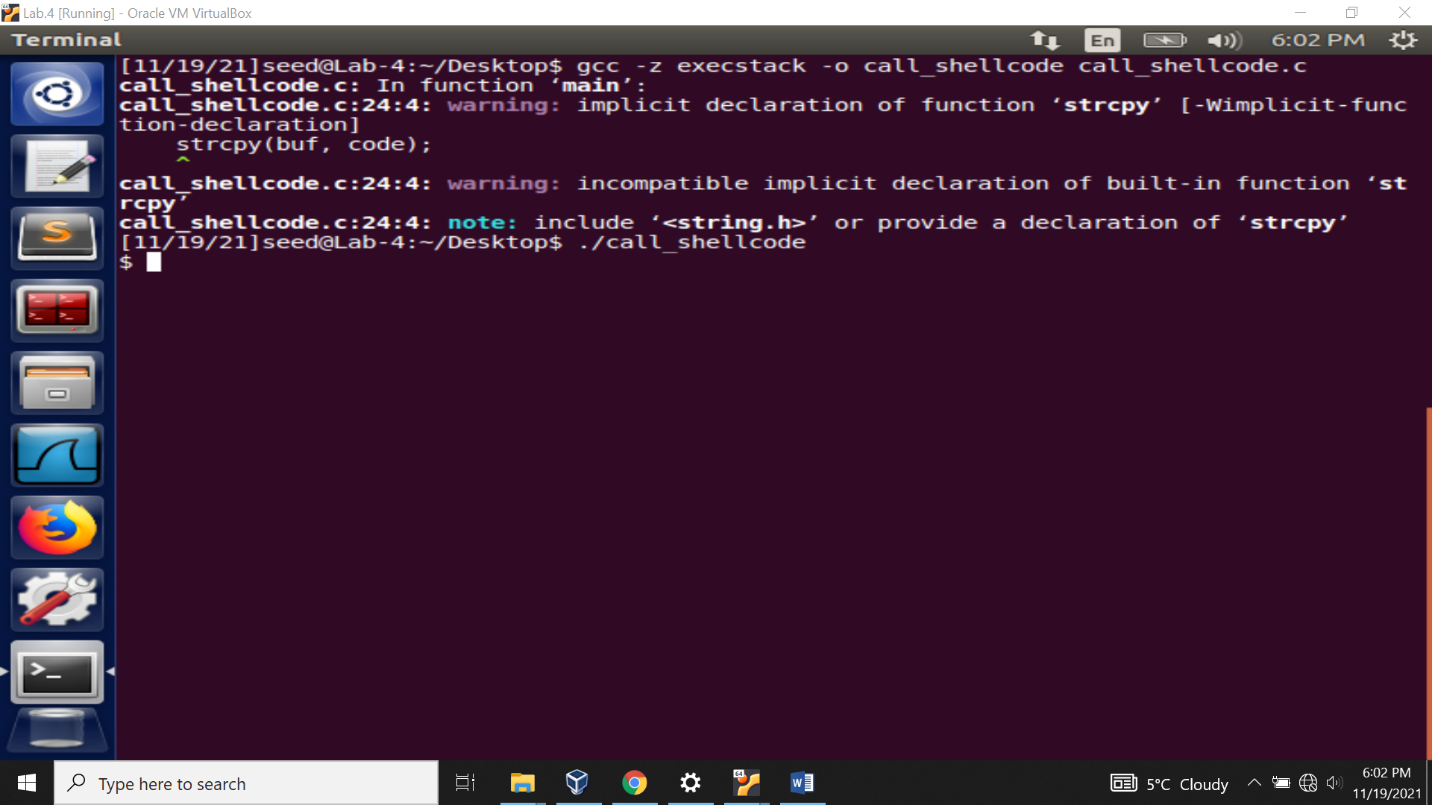 Lab.4 [Running] - Oracle VM VirtualBox
Terminal
En
6:02 PM
[11/19/21]seed@Lab-4:~/Desktop$ gcc -z execstack -o call_shellcode call_shellcode.c
call_shellcode.c: In function ‘main’:
call_shellcode.c:24:4: warning: implicit declaration of function ‘strcpy’ [-Wimplicit-func
tion-declaration]
strcpy(buf, code);
^
call_shellcode.c:24:4: warning: incompatible implicit declaration of built-in function ‘st
rcpy’
call_shellcode.c:24:4: note: include ‘<string.h>’ or provide a declaration of ‘strcpy’
[11/19/21]seed@Lab-4:~/Desktop$ ./call_shellcode
$
Type here to search
5°C Cloudy
6:02 PM
11/19/2021